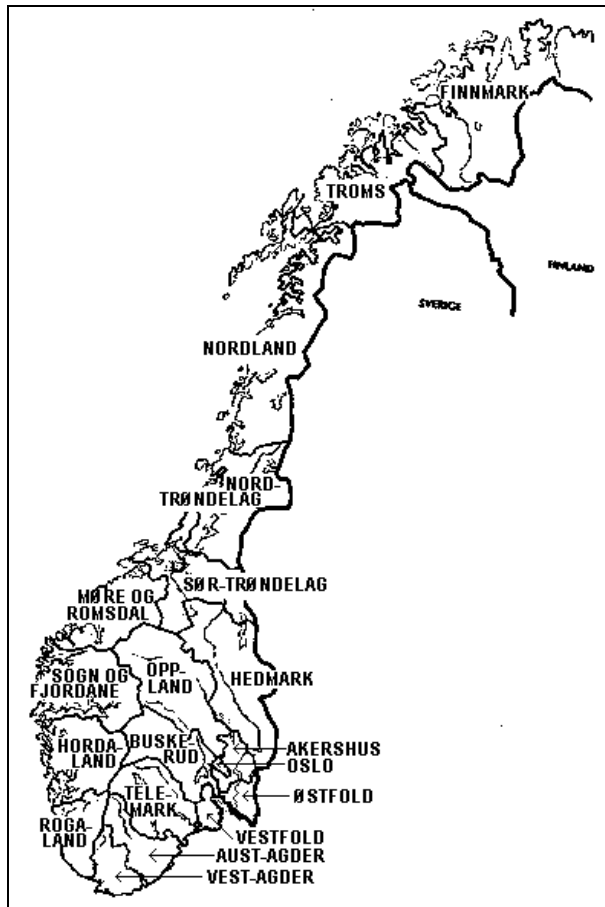 FINNMARK
TROMS
FINLAND
SVERIGE
NORDLAND
NORD-
TRØNDELAG
SØR-TRØNDELAG
MØRE OG
ROMSDAL
SOGN OG
FJORDANE
OPP-
LAND
HEDMARK
HORDA-
LAND
BUSKE-
RUD
AKERSHUS
OSLO
TELE-
MARK
ØSTFOLD
ROGA-
LAND
VESTFOLD
AUST-AGDER
VEST-AGDER